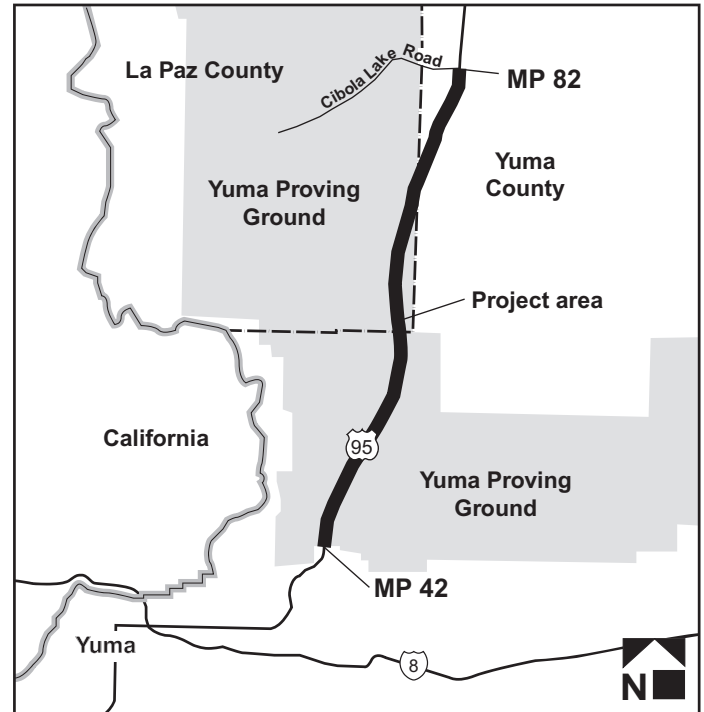 La Paz County
Cibola Lake Road
MP 82
Yuma
County
Yuma Proving
Ground
Project area
California
95
Yuma Proving
Ground
MP 42
Yuma
8
N